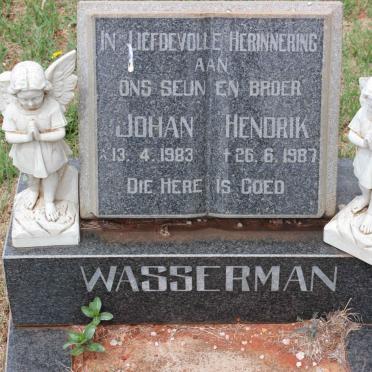 In Liefdevolle Herinnering
aan
ons seun en broer
Johan Hendrik
* 13. 4. 1983 + 26. 6. 1987
Die Here is Goed
WASSERMAN